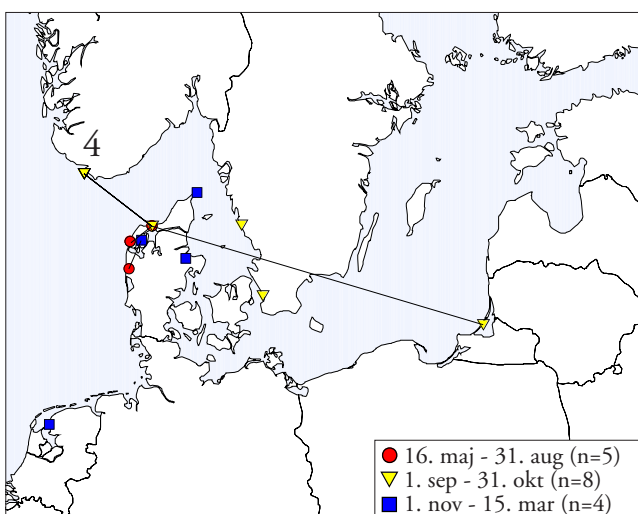 4
16. maj - 31. aug (n=5)
1. sep - 31. okt (n=8)
1. nov - 15. mar (n=4)